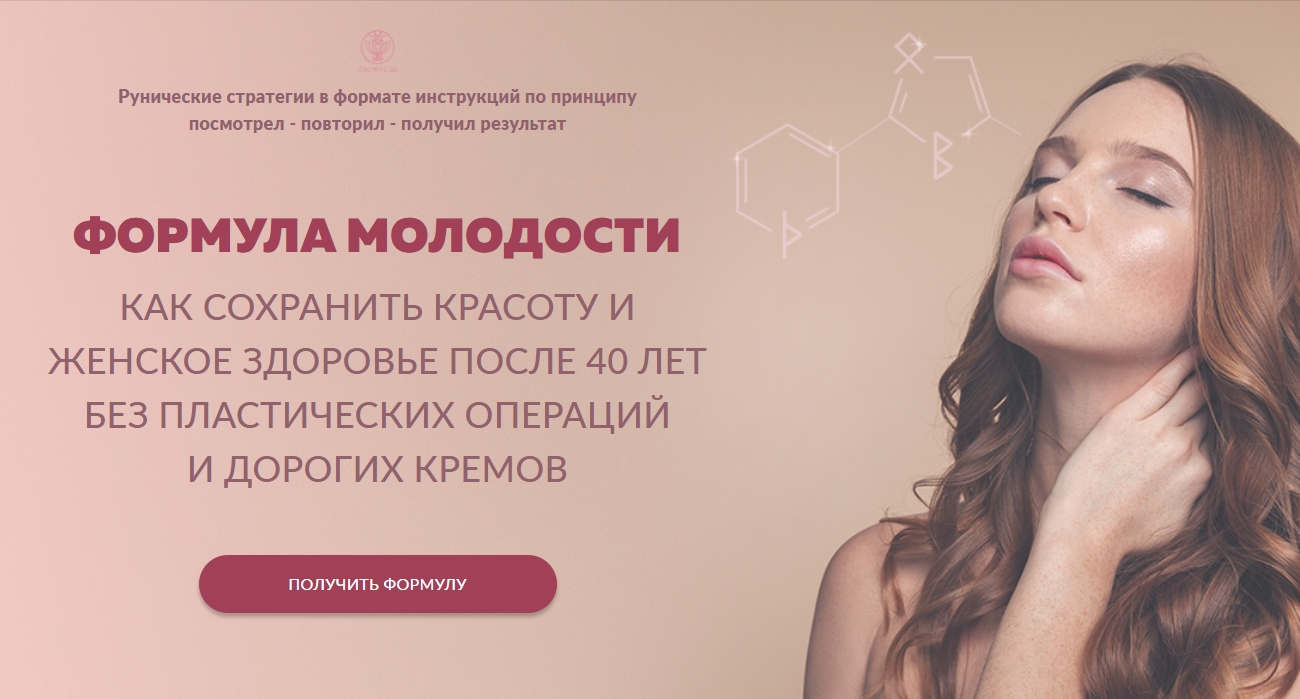 Рунические стратегии в формате инструкций по принципу
посмотрел - повторил - получил результат
ФОРМУЛА МОЛОДОСТИ
КАК СОХРАНИТЬ КРАСОТУ И
ЖЕНСКОЕ ЗДОРОВЬЕ ПОСЛЕ 40 ЛЕТ
БЕЗ ПЛАСТИЧЕСКИХ ОПЕРАЦИЙ
И ДОРОГИХ КРЕМОВ
ПОЛУЧИТЬ ФОРМУЛУ